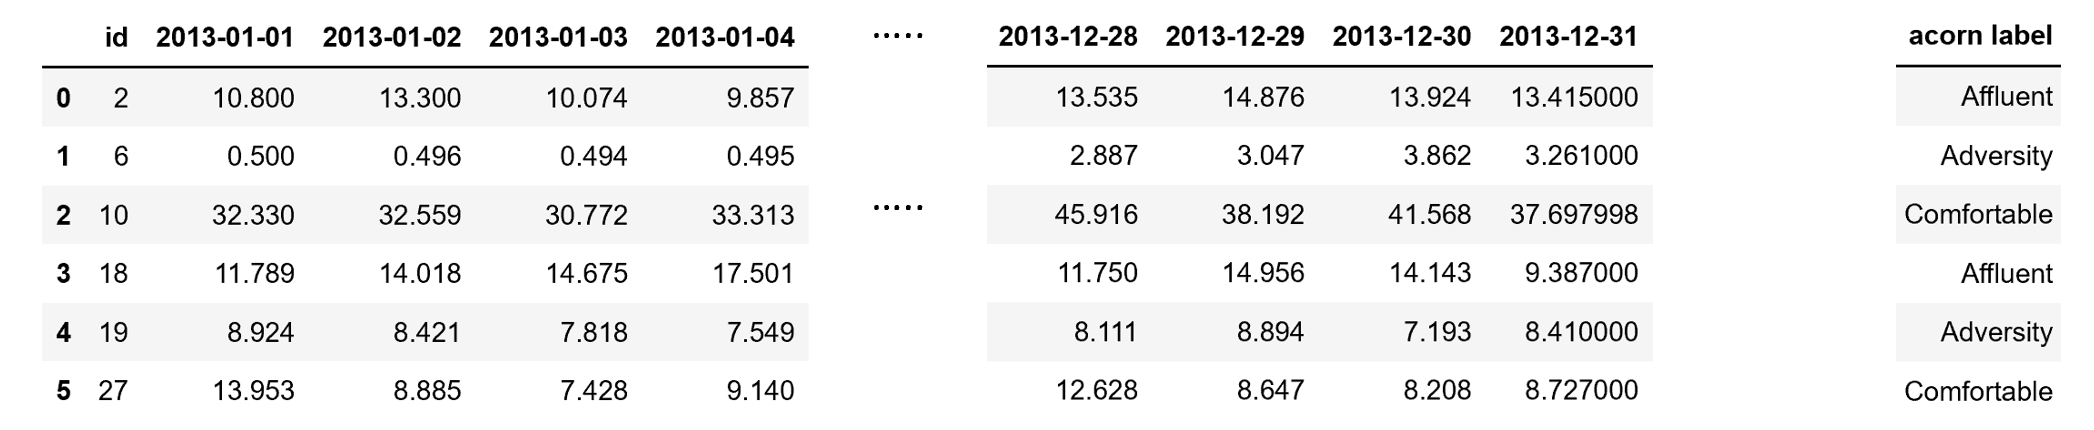 id 2013-01-01 2013-01-02 2013-01-03 2013-01-04 ..... 2013-12-28 2013-12-29 2013-12-30 2013-12-31 acorn label
0 2 10.800 13.300 10.074 9.857 13.535 14.876 13.924 13.415000 Affluent
1 6 0.500 0.496 0.494 0.495 2.887 3.047 3.862 3.261000 Adversity
2 10 32.330 32.559 30.772 33.313 ..... 45.916 38.192 41.568 37.697998 Comfortable
3 18 11.789 14.018 14.675 17.501 11.750 14.956 14.143 9.387000 Affluent
4 19 8.924 8.421 7.818 7.549 8.111 8.894 7.193 8.410000 Adversity
5 27 13.953 8.885 7.428 9.140 12.628 8.647 8.208 8.727000 Comfortable